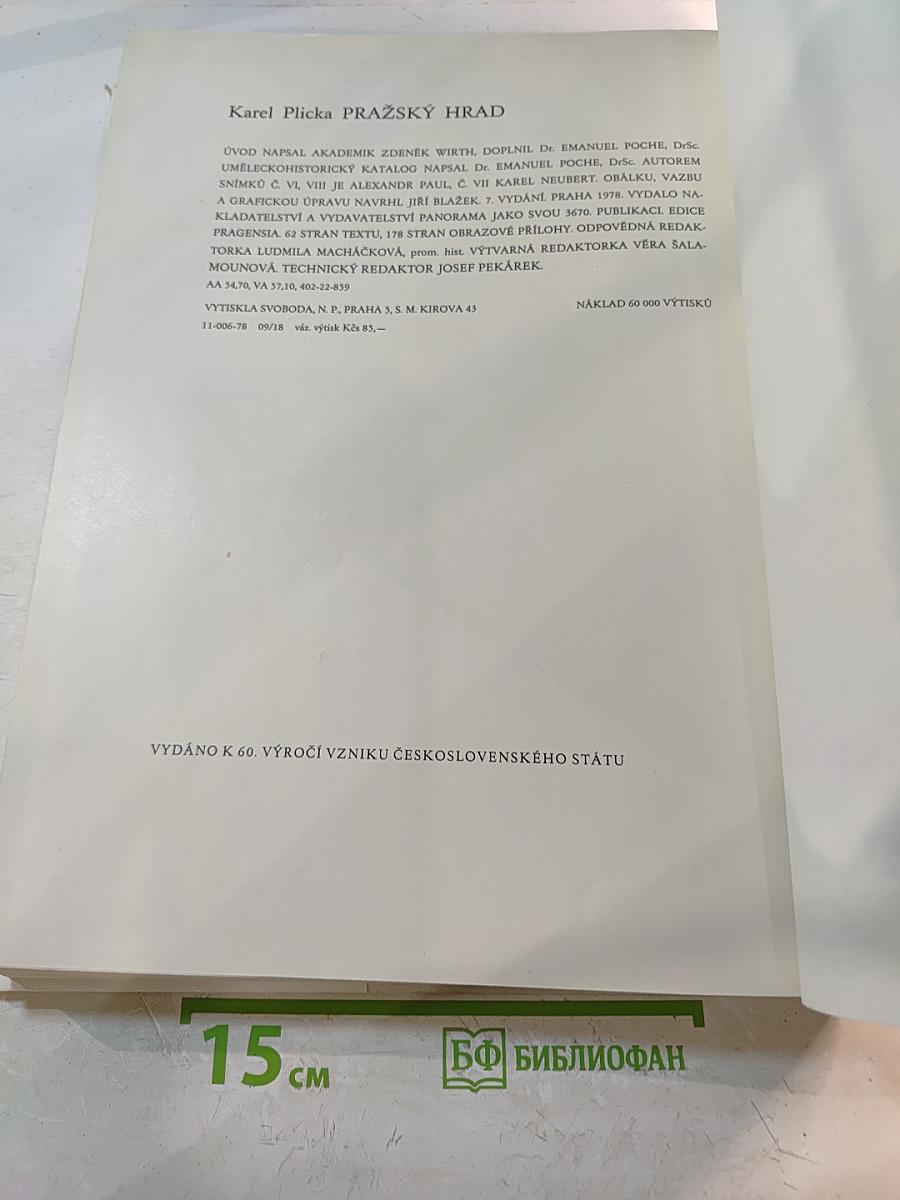 Karel Plicka PRAŽSKÝ HRAD
ÚVOD NAPSAL AKADEMIK ZDENĚK WIRTH, DOPLNIL Dr. EMANUEL POCHE, DrSc.
UMĚLECKOHISTORICKÝ KATALOG NAPSAL Dr. EMANUEL POCHE, DrSc. AUTOREM
SNÍMKŮ Č. VI, VIII JE ALEXANDR PAUL, Č. VII KAREL NEUBERT. OBÁLKU, VAZBU
A GRAFICKOU ÚPRAVU NAVRHL JIŘÍ BLAŽEK. 7. VYDÁNÍ. PRAHA 1978. VYDALO NA-
KLADATELSTVÍ A VYDAVATELSTVÍ PANORAMA JAKO SVOU 3670. PUBLIKACI. EDICE
PRAGENSIA. 62 STRAN TEXTU, 178 STRAN OBRAZOVÉ PŘÍLOHY. ODPOVĚDNÁ REDAK-
TORKA LUDMILA MACHÁČKOVÁ, prom. hist. VÝTVARNÁ REDAKTORKA VĚRA ŠALA-
MOUNOVÁ. TECHNICKÝ REDAKTOR JOSEF PEKÁREK.
AA 34,70, VA 37,10, 402-22-859
VYTISKLA SVOBODA, N. P., PRAHA 5, S. M. KIROVA 43 NÁKLAD 60 000 VÝTISKŮ
11-006-78 09/18 váz. výtisk Kčs 85,—
VYDÁNO K 60. VÝROČÍ VZNIKU ČESKOSLOVENSKÉHO STÁTU
15 см БФ БИБЛИОФАН